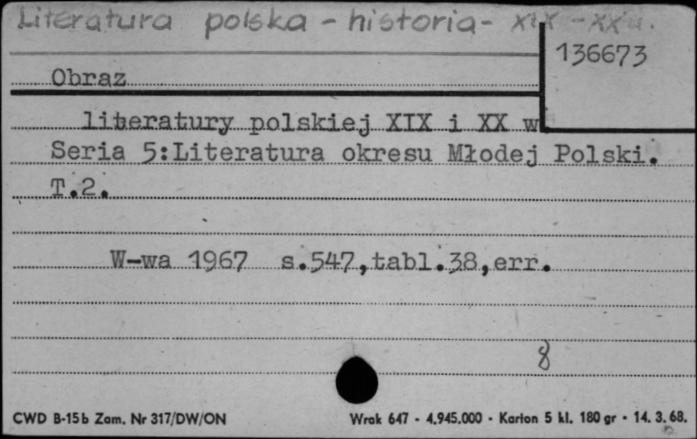 Literatura polska - historia - XIX - XX w.
136673
Obraz
literatury polskiej XIX i XX w
Seria 5:Literatura okresu Młodej Polski.
T.2.
W-wa 1967 s.547,tabl.38,err.
8
CWD B-15b Zam. Nr 317/DW/ON Wrak 647 - 4.945.000 - Karton 5 kl. 180 gr - 14. 3. 68.